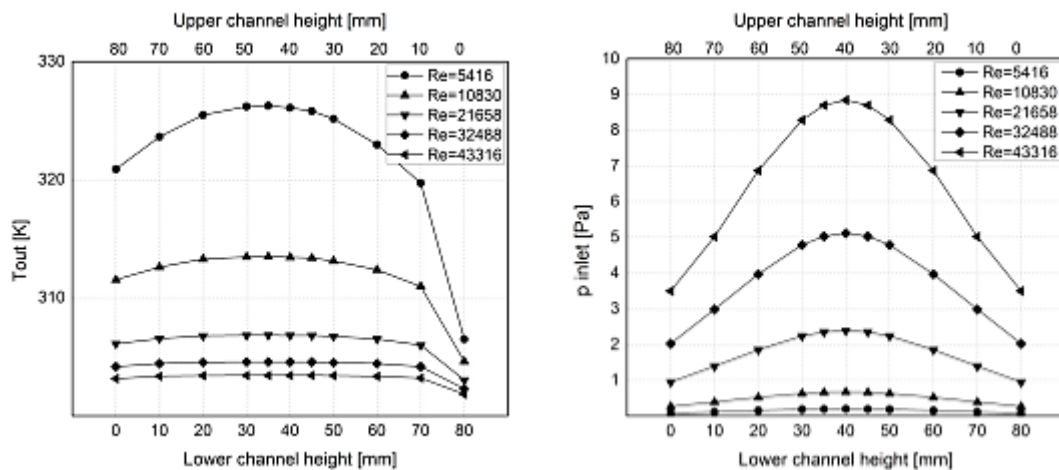 Upper channel height [mm]
80 70 60 50 40 30 20 10 0
330
320
310
Tout [K]
Re=5416
Re=10830
Re=21658
Re=32488
Re=43316
0 10 20 30 40 50 60 70 80
Lower channel height [mm]
Upper channel height [mm]
80 70 60 50 40 30 20 10 0
10
9
8
7
6
5
4
3
2
1
p inlet [Pa]
Re=5416
Re=10830
Re=21658
Re=32488
Re=43316
0 10 20 30 40 50 60 70 80
Lower channel height [mm]